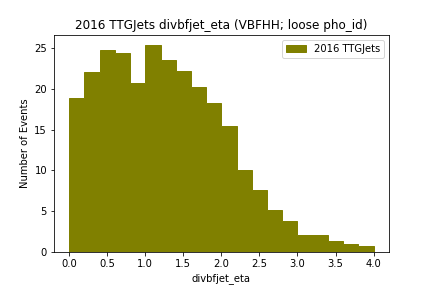 2016 TTGJets divbfjet_eta (VBFHH; loose pho_id)
2016 TTGJets
Number of Events
25
20
15
10
5
0
0.0 0.5 1.0 1.5 2.0 2.5 3.0 3.5 4.0
divbfjet_eta